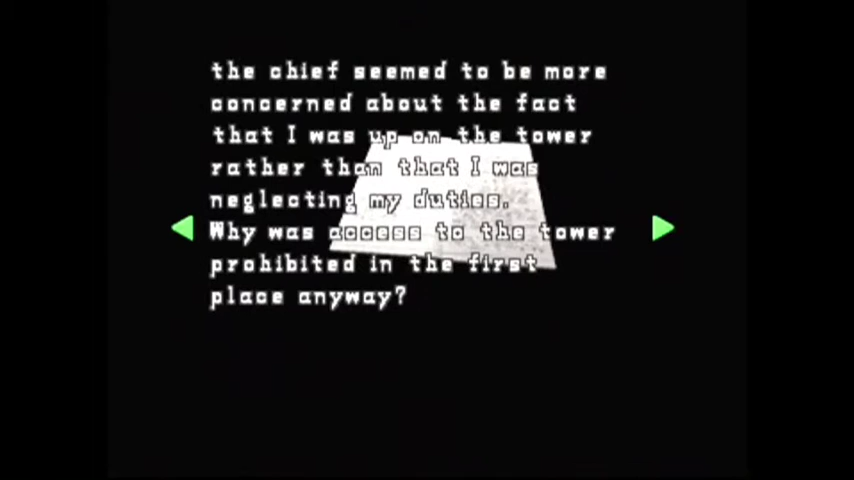 the chief seemed to be more
concerned about the fact
that I was up on the tower
rather than that I was
neglecting my duties.
Why was access to the tower
prohibited in the first
place anyway?